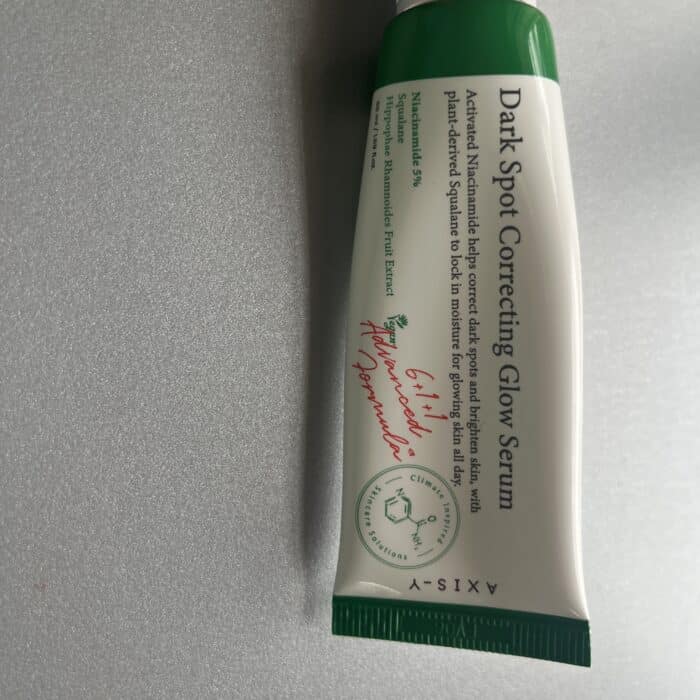 Dark Spot Correcting Glow Serum
Activated Niacinamide helps correct dark spots and brighten skin, with
plant-derived Squalane to lock in moisture for glowing skin all day.
Niacinamide 5%
Squalane
Hippophae Rhamnoides Fruit Extract
Vegan
6+1+1
Advanced
Formula
Climate Inspired
Skincare Solutions
N
O
NH₂
AXIS-Y